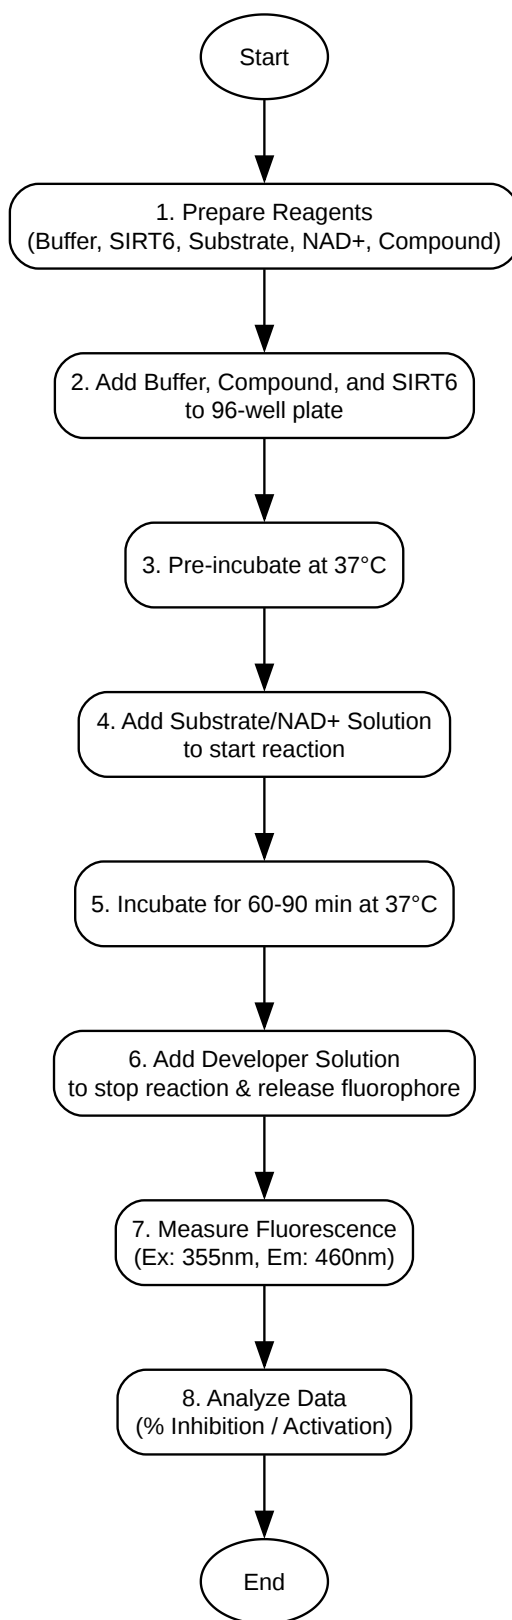 Start
1. Prepare Reagents
(Buffer, SIRT6, Substrate, NAD+, Compound)
2. Add Buffer, Compound, and SIRT6
to 96-well plate
3. Pre-incubate at 37°C
4. Add Substrate/NAD+ Solution
to start reaction
5. Incubate for 60-90 min at 37°C
6. Add Developer Solution
to stop reaction & release fluorophore
7. Measure Fluorescence
(Ex: 355nm, Em: 460nm)
8. Analyze Data
(% Inhibition / Activation)
End